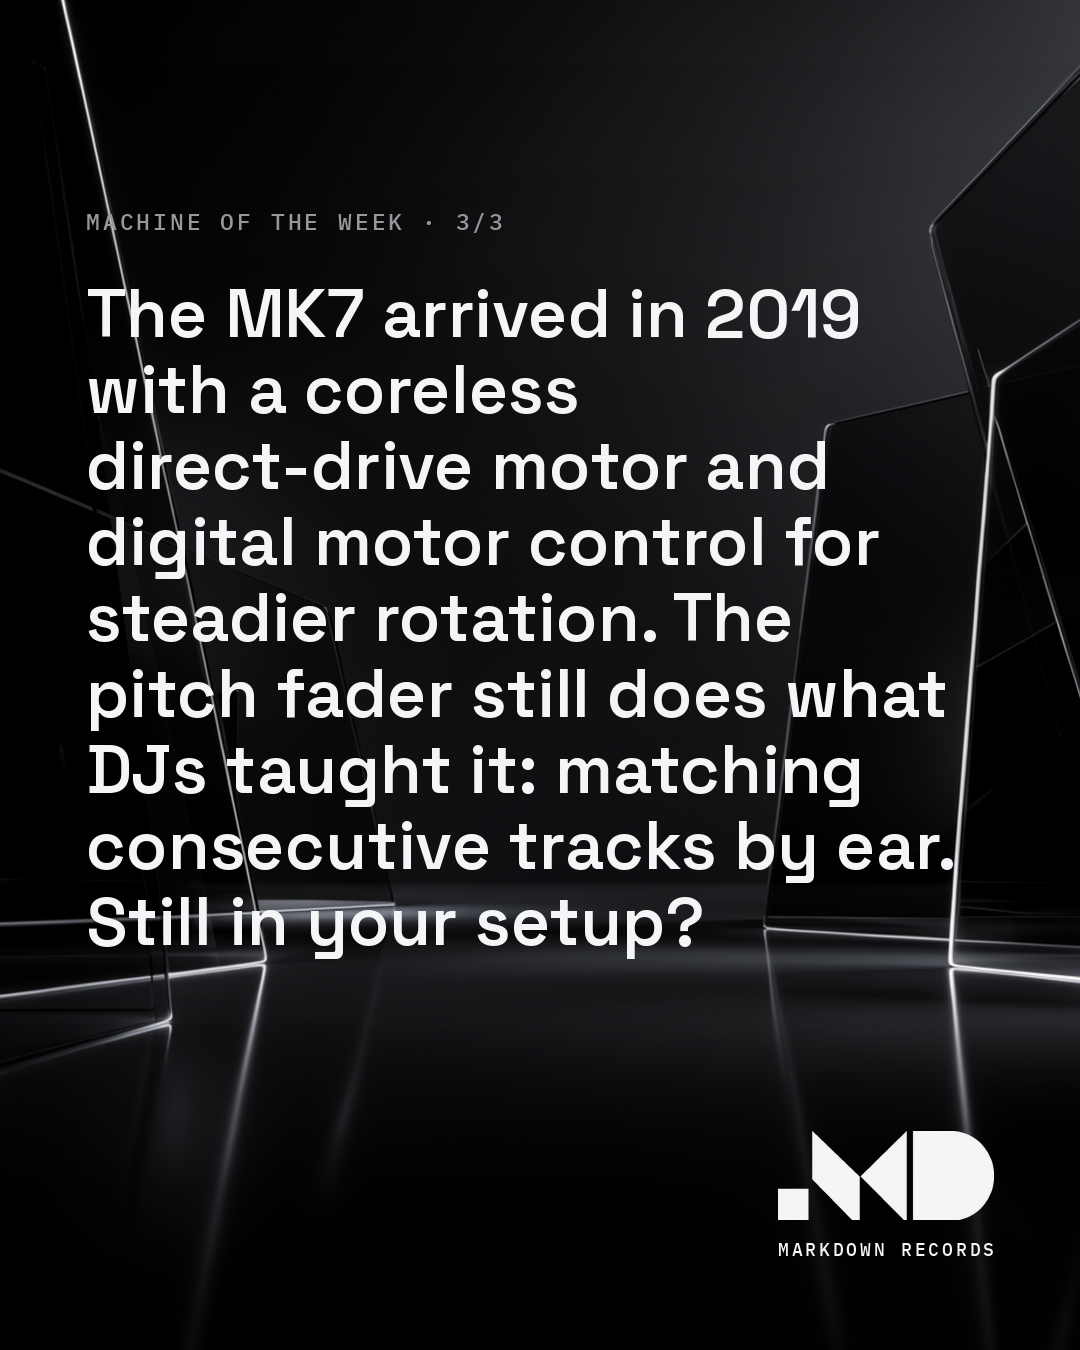 MACHINE OF THE WEEK · 3/3
The MK7 arrived in 2019
with a coreless
direct-drive motor and
digital motor control for
steadier rotation. The
pitch fader still does what
DJs taught it: matching
consecutive tracks by ear.
Still in your setup?
.MD
MARKDOWN RECORDS